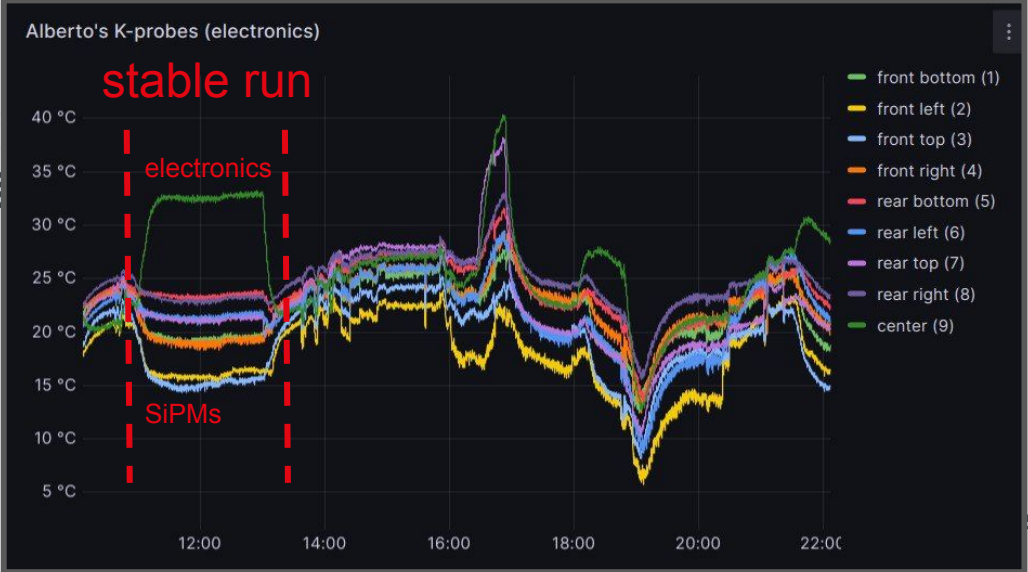 Alberto's K-probes (electronics)
stable run
electronics
SiPMs
40 °C
35 °C
30 °C
25 °C
20 °C
15 °C
10 °C
5 °C
12:00
14:00
16:00
18:00
20:00
22:00
front bottom (1)
front left (2)
front top (3)
front right (4)
rear bottom (5)
rear left (6)
rear top (7)
rear right (8)
center (9)